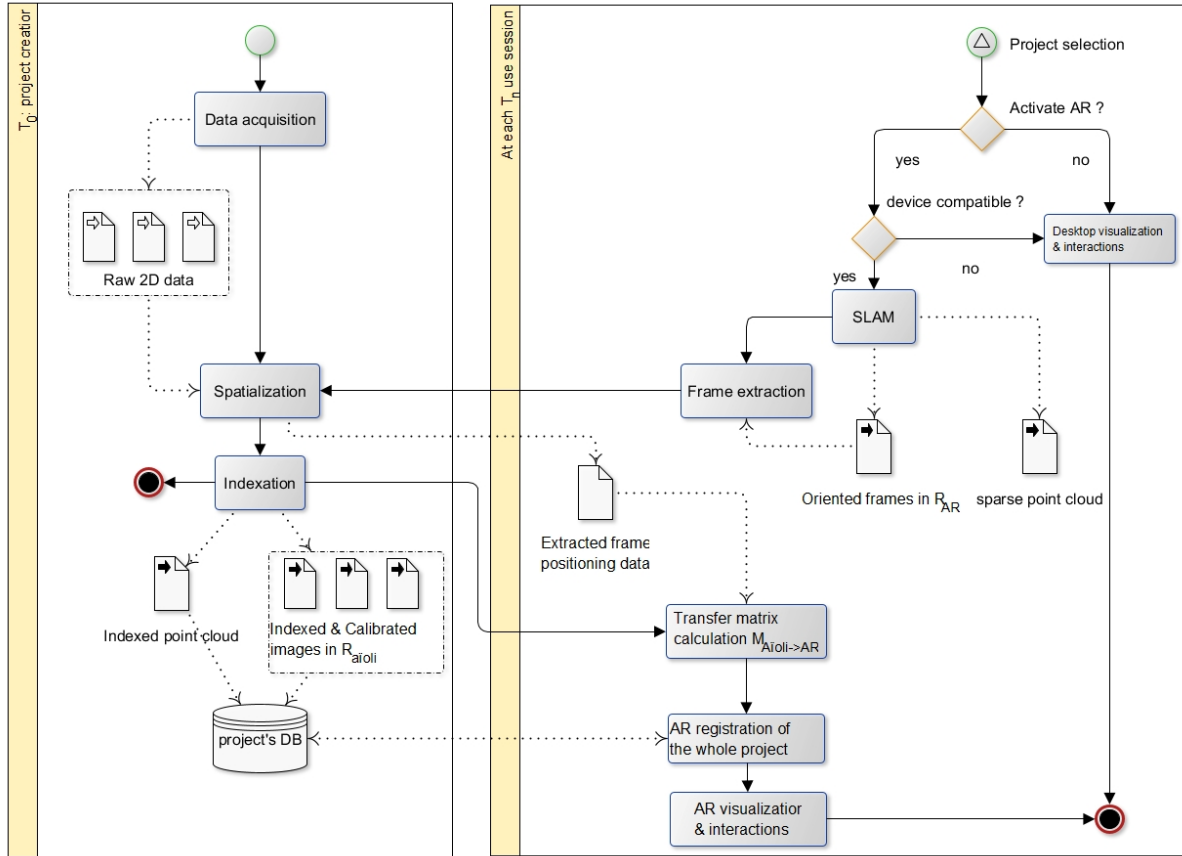 T0: project creation
Data acquisition
Raw 2D data
Spatialization
Indexation
Indexed point cloud
Indexed & Calibrated
images in Raïoli
project's DB
At each Tn use session
Project selection
Activate AR ?
yes
no
device compatible ?
Desktop visualization
& interactions
yes
no
SLAM
Frame extraction
Oriented frames in RAR
sparse point cloud
Extracted frame
positioning data
Transfer matrix
calculation MAïoli->AR
AR registration of
the whole project
AR visualization
& interactions